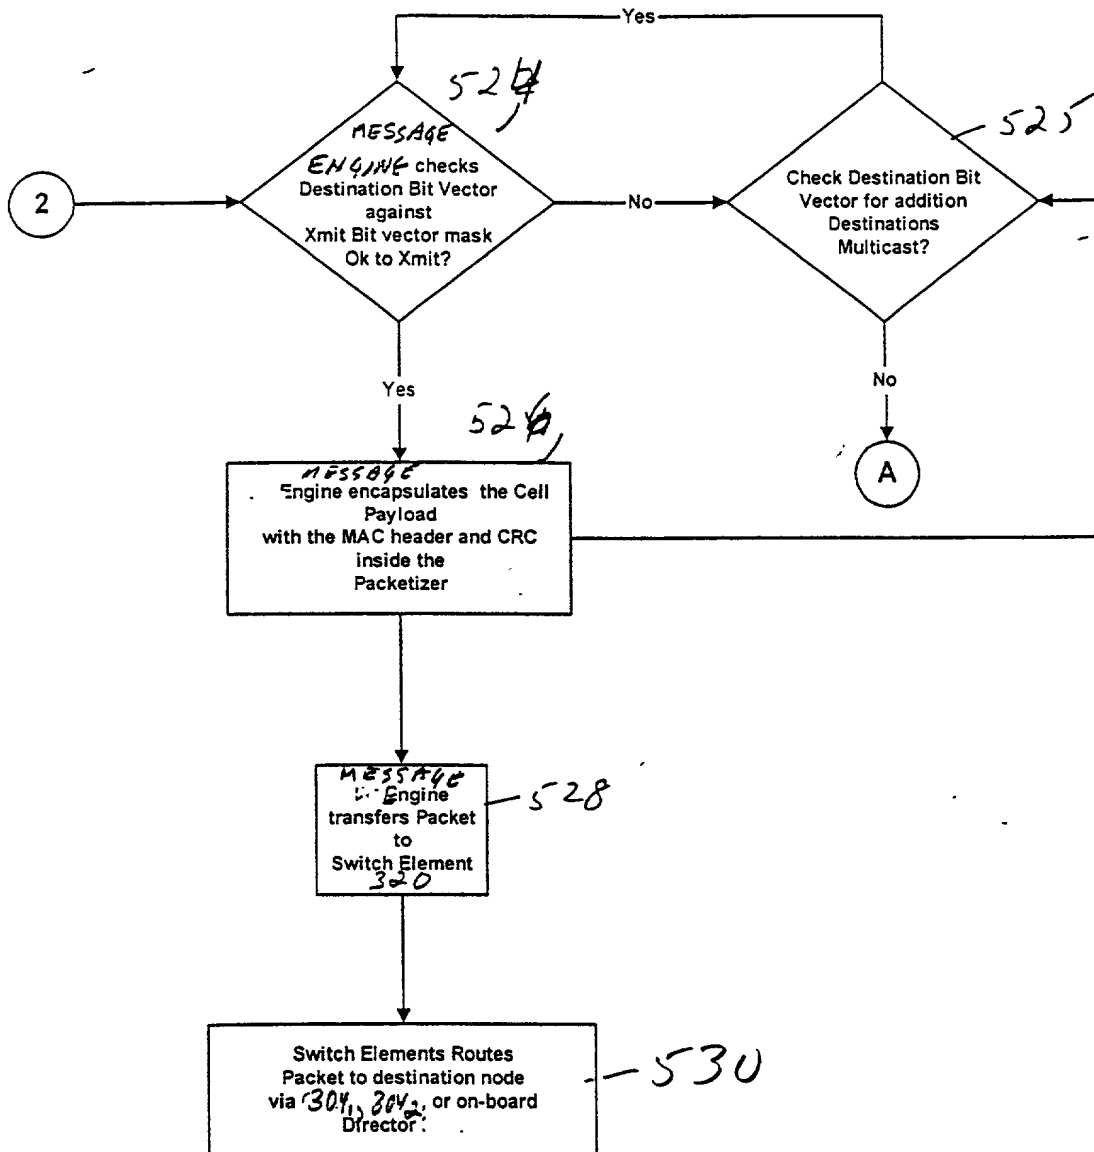 Yes
525
2
MESSAGE
ENGINE checks
Destination Bit Vector
against
Xmit Bit vector mask
Ok to Xmit?
No
Check Destination Bit
Vector for addition
Destinations
Multicast?
Yes
No
A
MESSAGE
Engine encapsulates the Cell
Payload
with the MAC header and CRC
inside the
Packetizer
MESSAGE
Engine
transfers Packet
to
Switch Element
320
528
Switch Elements Routes
Packet to destination node
via 304₁, 304₂, or on-board
Director.
530